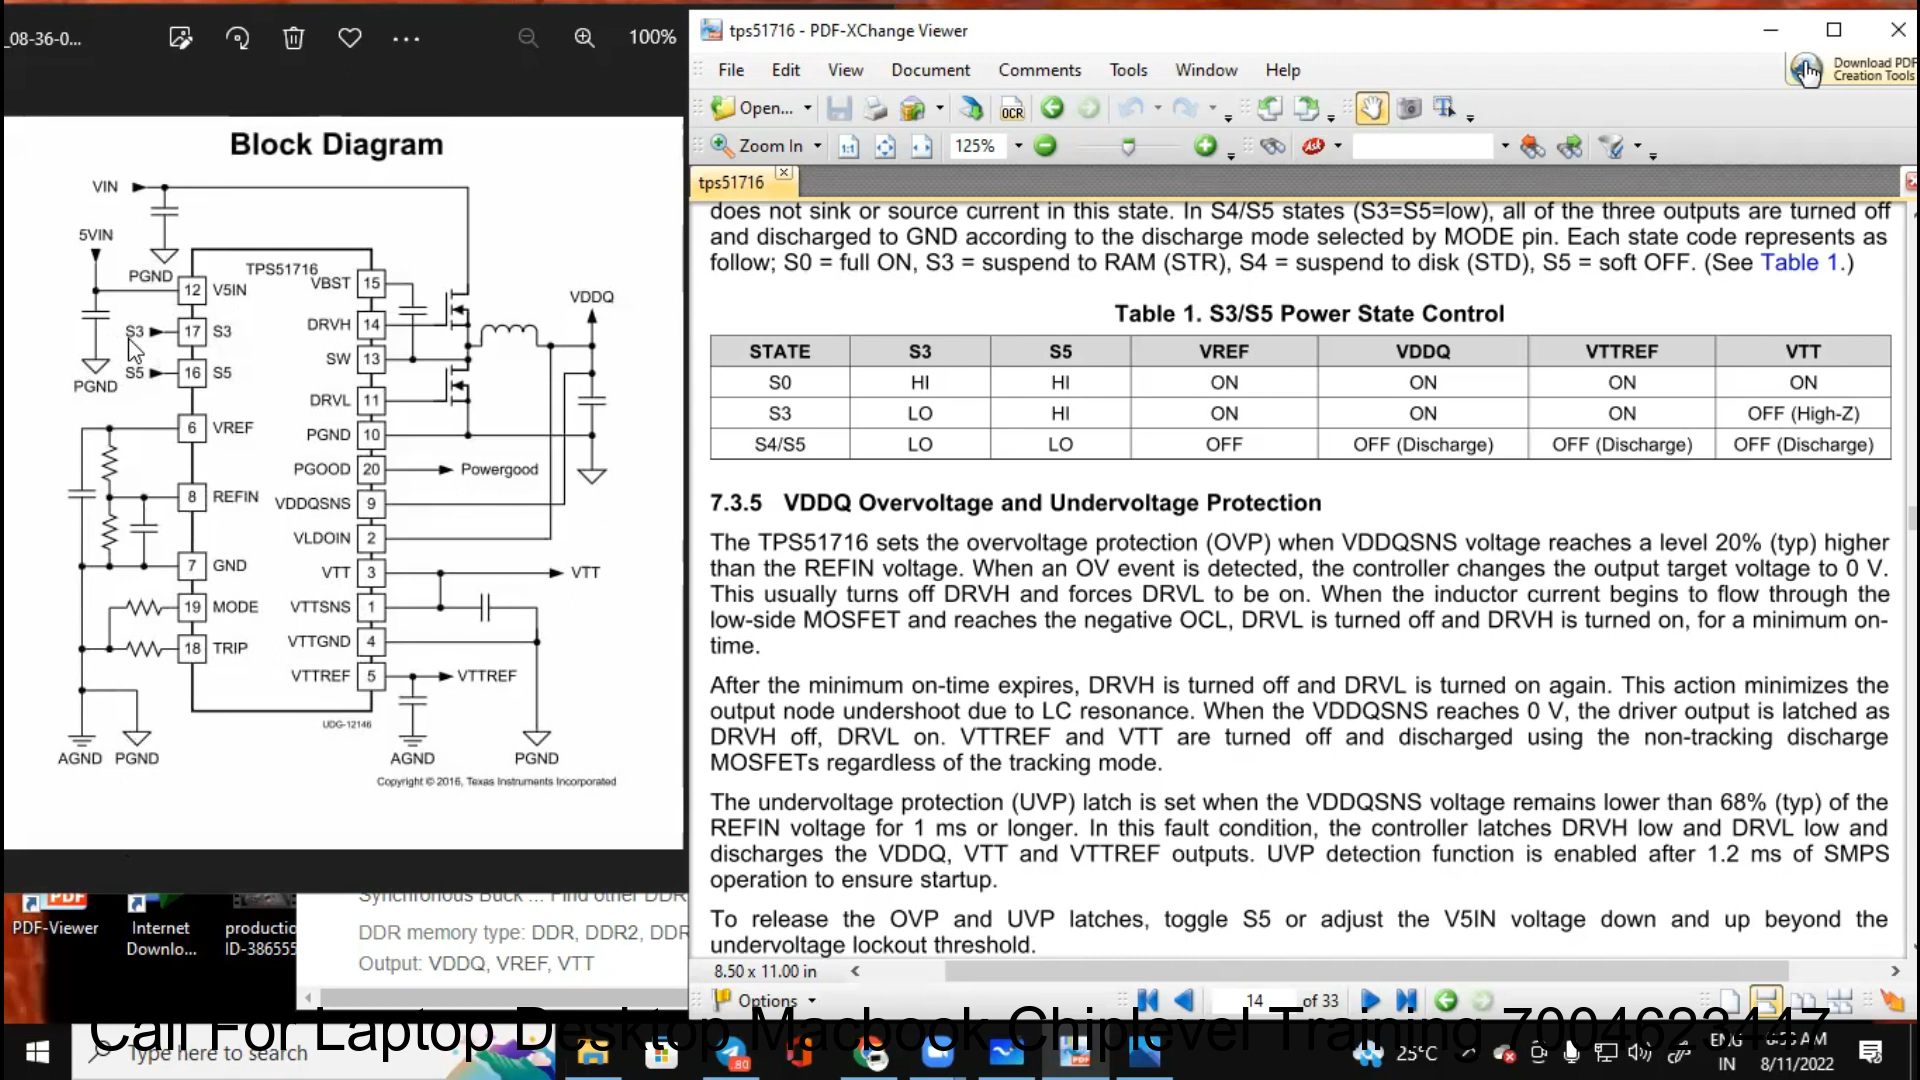 _08-36-0...
100%
Block Diagram
VIN
5VIN
PGND
TPS51716
12 V5IN
S3 17 S3
S5 16 S5
PGND
6 VREF
8 REFIN
7 GND
19 MODE
18 TRIP
VBST 15
DRVH 14
SW 13
DRVL 11
PGND 10
PGOOD 20 Powergood
VDDQSNS 9
VLDOIN 2
VTT 3 VTT
VTTSNS 1
VTTGND 4
VTTREF 5 VTTREF
VDDQ
UDG-12146
AGND PGND AGND PGND
Copyright © 2016, Texas Instruments Incorporated
PDF
PDF-Viewer
Internet
Downlo...
productio
ID-386555
Synchronous Buck ... Find other DDR
DDR memory type: DDR, DDR2, DDR
Output: VDDQ, VREF, VTT
tps51716 - PDF-XChange Viewer
File Edit View Document Comments Tools Window Help
Download PDF
Creation Tools
Open... OCR
Zoom In 1:1 125% Ask
tps51716
does not sink or source current in this state. In S4/S5 states (S3=S5=low), all of the three outputs are turned off
and discharged to GND according to the discharge mode selected by MODE pin. Each state code represents as
follow; S0 = full ON, S3 = suspend to RAM (STR), S4 = suspend to disk (STD), S5 = soft OFF. (See Table 1.)
Table 1. S3/S5 Power State Control
STATE S3 S5 VREF VDDQ VTTREF VTT
S0 HI HI ON ON ON ON
S3 LO HI ON ON ON OFF (High-Z)
S4/S5 LO LO OFF OFF (Discharge) OFF (Discharge) OFF (Discharge)
7.3.5 VDDQ Overvoltage and Undervoltage Protection
The TPS51716 sets the overvoltage protection (OVP) when VDDQSNS voltage reaches a level 20% (typ) higher
than the REFIN voltage. When an OV event is detected, the controller changes the output target voltage to 0 V.
This usually turns off DRVH and forces DRVL to be on. When the inductor current begins to flow through the
low-side MOSFET and reaches the negative OCL, DRVL is turned off and DRVH is turned on, for a minimum on-
time.
After the minimum on-time expires, DRVH is turned off and DRVL is turned on again. This action minimizes the
output node undershoot due to LC resonance. When the VDDQSNS reaches 0 V, the driver output is latched as
DRVH off, DRVL on. VTTREF and VTT are turned off and discharged using the non-tracking discharge
MOSFETs regardless of the tracking mode.
The undervoltage protection (UVP) latch is set when the VDDQSNS voltage remains lower than 68% (typ) of the
REFIN voltage for 1 ms or longer. In this fault condition, the controller latches DRVH low and DRVL low and
discharges the VDDQ, VTT and VTTREF outputs. UVP detection function is enabled after 1.2 ms of SMPS
operation to ensure startup.
To release the OVP and UVP latches, toggle S5 or adjust the V5IN voltage down and up beyond the
undervoltage lockout threshold.
8.50 x 11.00 in
Options 14 of 33
Call For Laptop Desktop Macbook Chiplevel Training 7004623447
Type here to search
80
25°C
ENG
IN
AM
8/11/2022